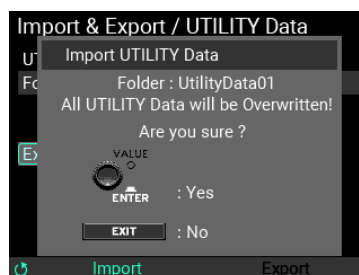 Import & Export / UTILITY Data
Import UTILITY Data
Folder : UtilityData01
All UTILITY Data will be Overwritten!
Are you sure ?
VALUE
ENTER : Yes
EXIT : No
Import Export